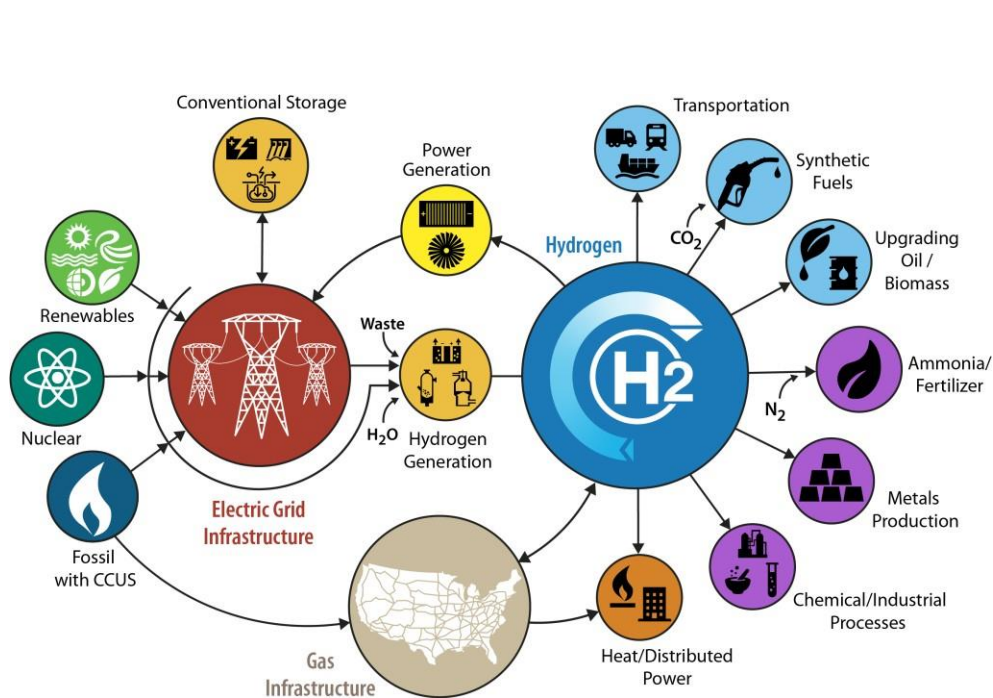 Conventional Storage
Transportation
Power
Generation
Synthetic
Fuels
CO₂
Hydrogen
Upgrading
Oil /
Biomass
Renewables
Waste
H2
Ammonia/
Fertilizer
N₂
Nuclear
H₂O
Hydrogen
Generation
Electric Grid
Infrastructure
Metals
Production
Fossil
with CCUS
Chemical/Industrial
Processes
Gas
Infrastructure
Heat/Distributed
Power